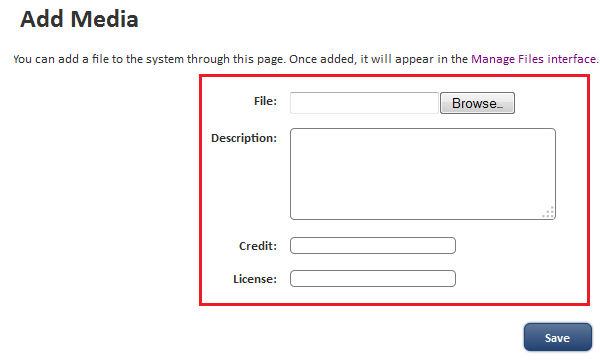 Add Media
You can add a file to the system through this page. Once added, it will appear in the Manage Files interface.
File: Browse...
Description:
Credit:
License:
Save